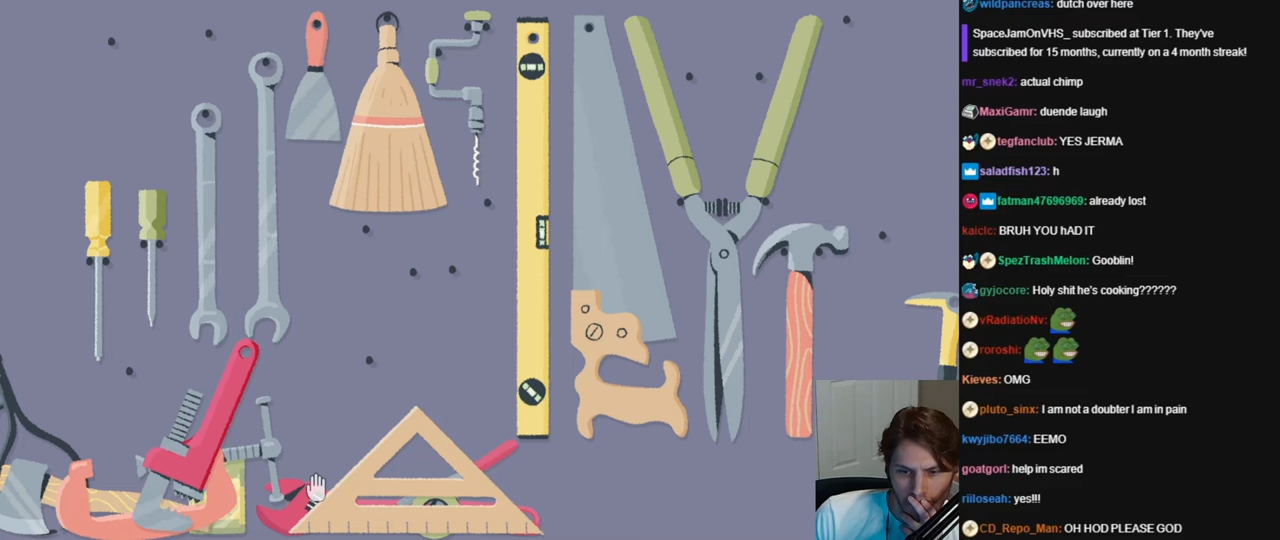 wildpancreas: dutch over here
SpaceJamOnVHS_ subscribed at Tier 1. They've
subscribed for 15 months, currently on a 4 month streak!
mr_snek2: actual chimp
MaxiGamr: duende laugh
tegfanclub: YES JERMA
saladfish123: h
fatman47696969: already lost
kaiclc: BRUH YOU hAD IT
SpezTrashMelon: Gooblin!
gyjocore: Holy shit he's cooking??????
vRadiatioNv:
roroshi:
Kieves: OMG
pluto_sinx: I am not a doubter I am in pain
kwyjibo7664: EEMO
goatgorl: help im scared
riiloseah: yes!!!
CD_Repo_Man: OH HOD PLEASE GOD